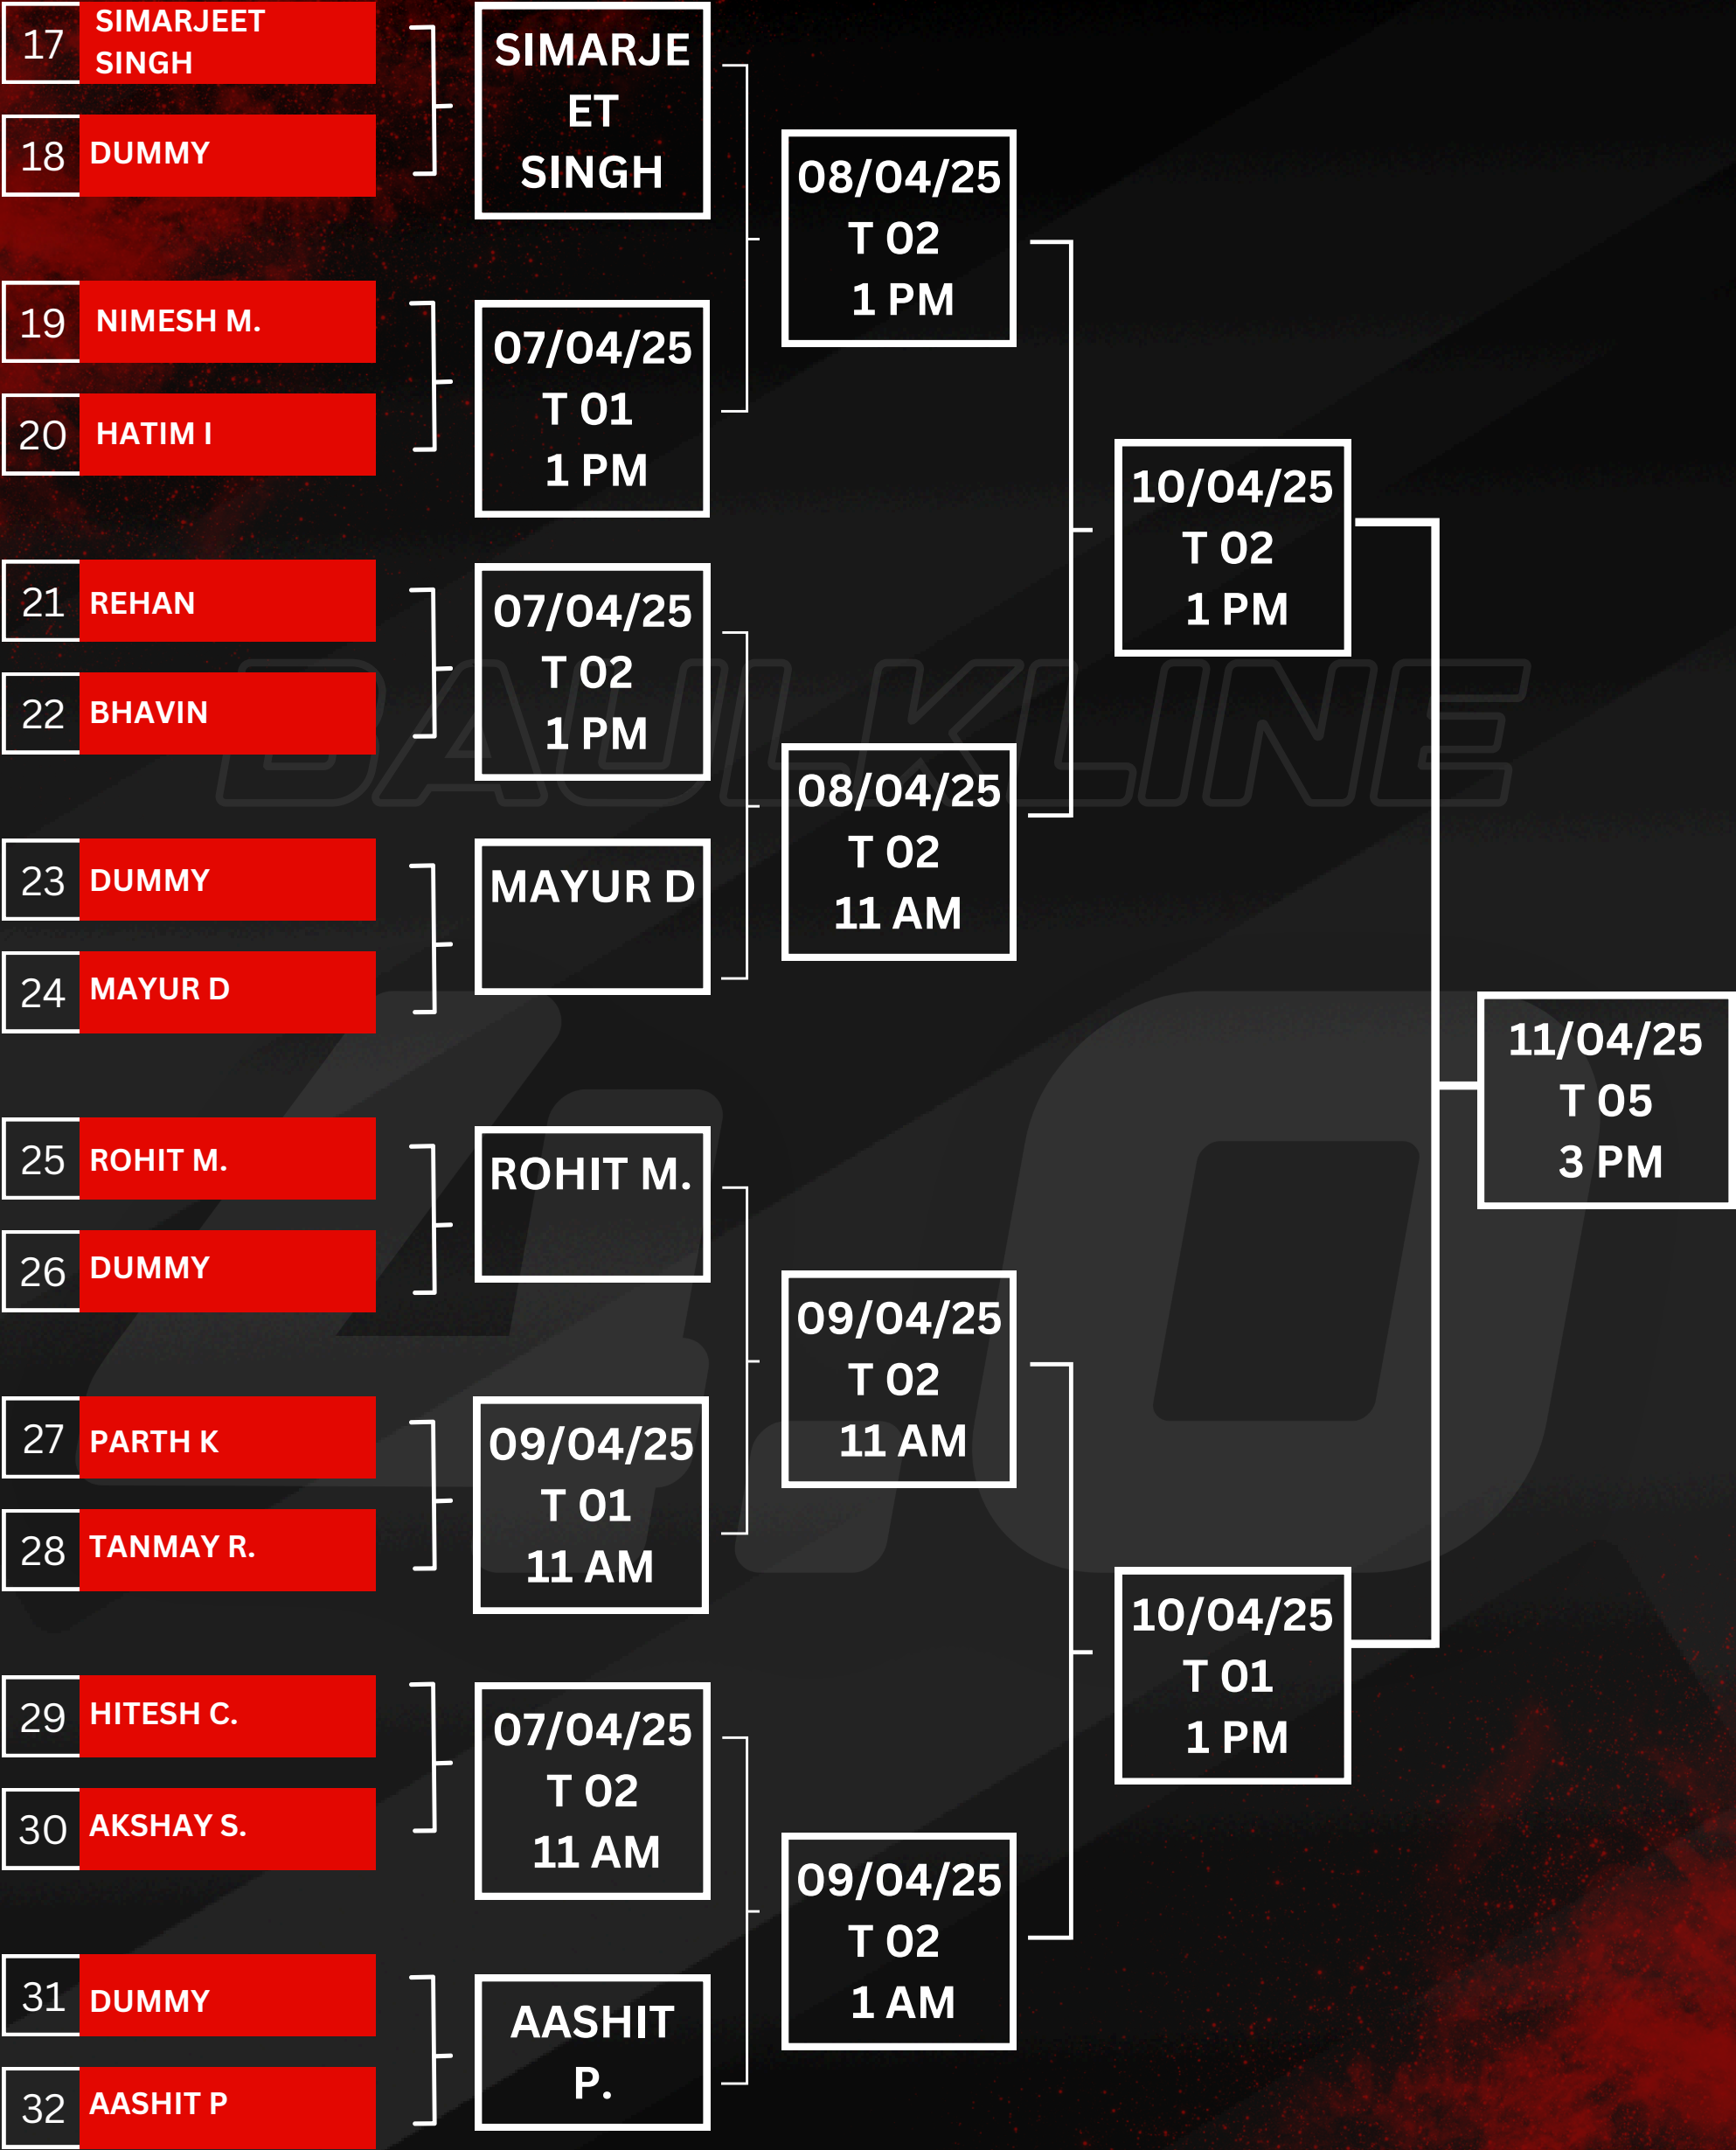 17
SIMARJEET
SINGH
18
DUMMY
SIMARJE
ET
SINGH
19
NIMESH M.
20
HATIM I
07/04/25
T 01
1 PM
08/04/25
T 02
1 PM
21
REHAN
22
BHAVIN
07/04/25
T 02
1 PM
23
DUMMY
24
MAYUR D
MAYUR D
08/04/25
T 02
11 AM
10/04/25
T 02
1 PM
BAULKLINE
4.0
25
ROHIT M.
26
DUMMY
ROHIT M.
27
PARTH K
28
TANMAY R.
09/04/25
T 01
11 AM
09/04/25
T 02
11 AM
29
HITESH C.
30
AKSHAY S.
07/04/25
T 02
11 AM
31
DUMMY
32
AASHIT P
AASHIT
P.
09/04/25
T 02
1 AM
10/04/25
T 01
1 PM
11/04/25
T 05
3 PM